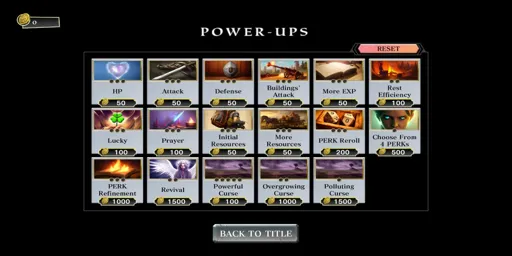 0
POWER-UPS
RESET
HP
50
Attack
50
Defense
50
Buildings'
Attack
50
More EXP
50
Rest
Efficiency
100
Lucky
100
Prayer
100
Initial
Resources
50
More
Resources
50
PERK Reroll
200
Choose From
4 PERKs
500
PERK
Refinement
1000
Revival
1500
Powerful
Curse
100
Overgrowing
Curse
1000
Polluting
Curse
1500
BACK TO TITLE